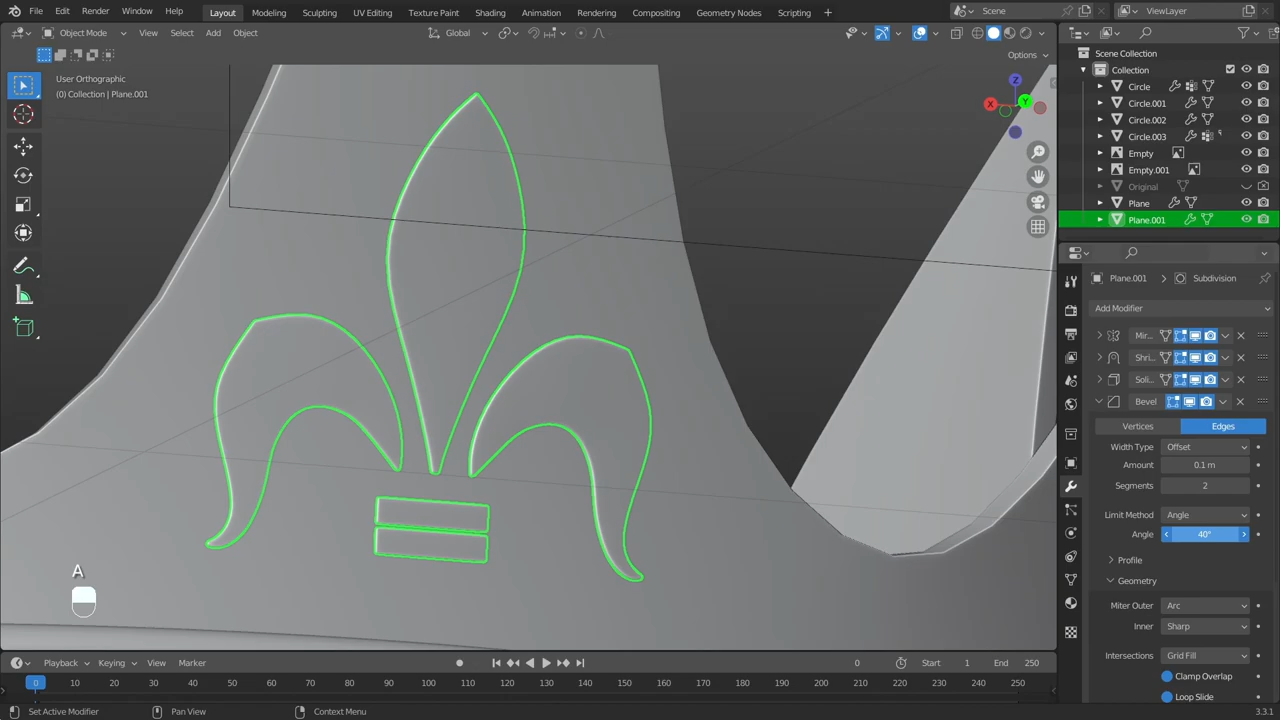 File Edit Render Window Help Layout Modeling Sculpting UV Editing Texture Paint Shading Animation Rendering Compositing Geometry Nodes Scripting + Scene ViewLayer
Object Mode View Select Add Object Global
Options
User Orthographic
(0) Collection | Plane.001
Z
X
Y
Scene Collection
Collection
Circle
Circle.001
Circle.002
Circle.003
Empty
Empty.001
Original
Plane
Plane.001
Plane.001 > Subdivision
Add Modifier
Mir...
Shri...
Soli...
Bevel
Vertices Edges
Width Type Offset
Amount 0.1 m
Segments 2
Limit Method Angle
Angle 40°
Profile
Geometry
Miter Outer Arc
Inner Sharp
Intersections Grid Fill
Clamp Overlap
Loop Slide
A
Playback Keying View Marker 0 Start 1 End 250
0 10 20 30 40 50 60 70 80 90 100 110 120 130 140 150 160 170 180 190 200 210 220 230 240 250
Set Active Modifier Pan View Context Menu 3.3.1